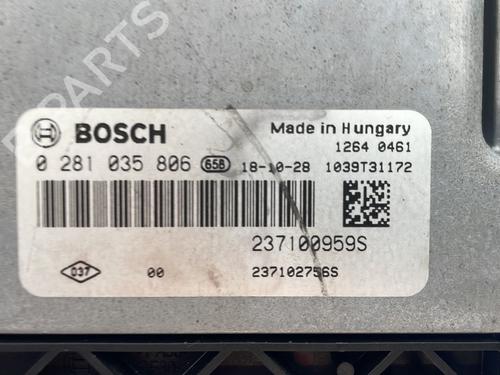 BOSCH
Made in Hungary
1264 0461
0 281 035 806 658 18-10-28 1039T31172
237100959S
037 00 237102756S